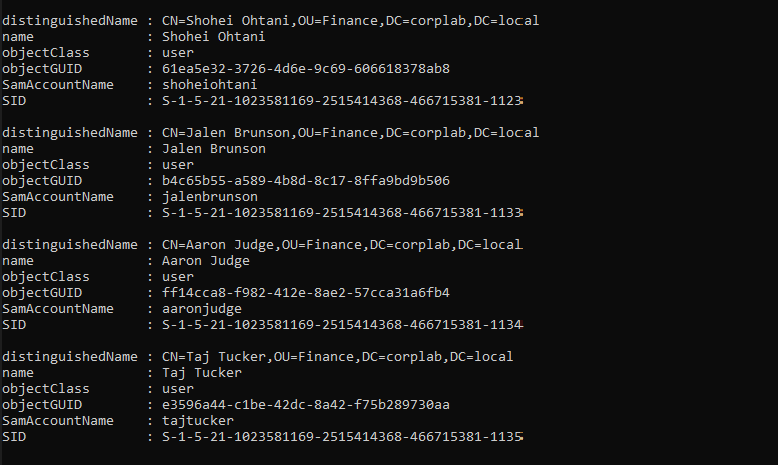 distinguishedName : CN=Shohei Ohtani,OU=Finance,DC=corplab,DC=local
name              : Shohei Ohtani
objectClass       : user
objectGUID        : 61ea5e32-3726-4d6e-9c69-606618378ab8
SamAccountName    : shoheiohtani
SID               : S-1-5-21-1023581169-2515414368-466715381-1123

distinguishedName : CN=Jalen Brunson,OU=Finance,DC=corplab,DC=local
name              : Jalen Brunson
objectClass       : user
objectGUID        : b4c65b55-a589-4b8d-8c17-8ffa9bd9b506
SamAccountName    : jalenbrunson
SID               : S-1-5-21-1023581169-2515414368-466715381-1133

distinguishedName : CN=Aaron Judge,OU=Finance,DC=corplab,DC=local
name              : Aaron Judge
objectClass       : user
objectGUID        : ff14cca8-f982-412e-8ae2-57cca31a6fb4
SamAccountName    : aaronjudge
SID               : S-1-5-21-1023581169-2515414368-466715381-1134

distinguishedName : CN=Taj Tucker,OU=Finance,DC=corplab,DC=local
name              : Taj Tucker
objectClass       : user
objectGUID        : e3596a44-c1be-42dc-8a42-f75b289730aa
SamAccountName    : tajtucker
SID               : S-1-5-21-1023581169-2515414368-466715381-1135